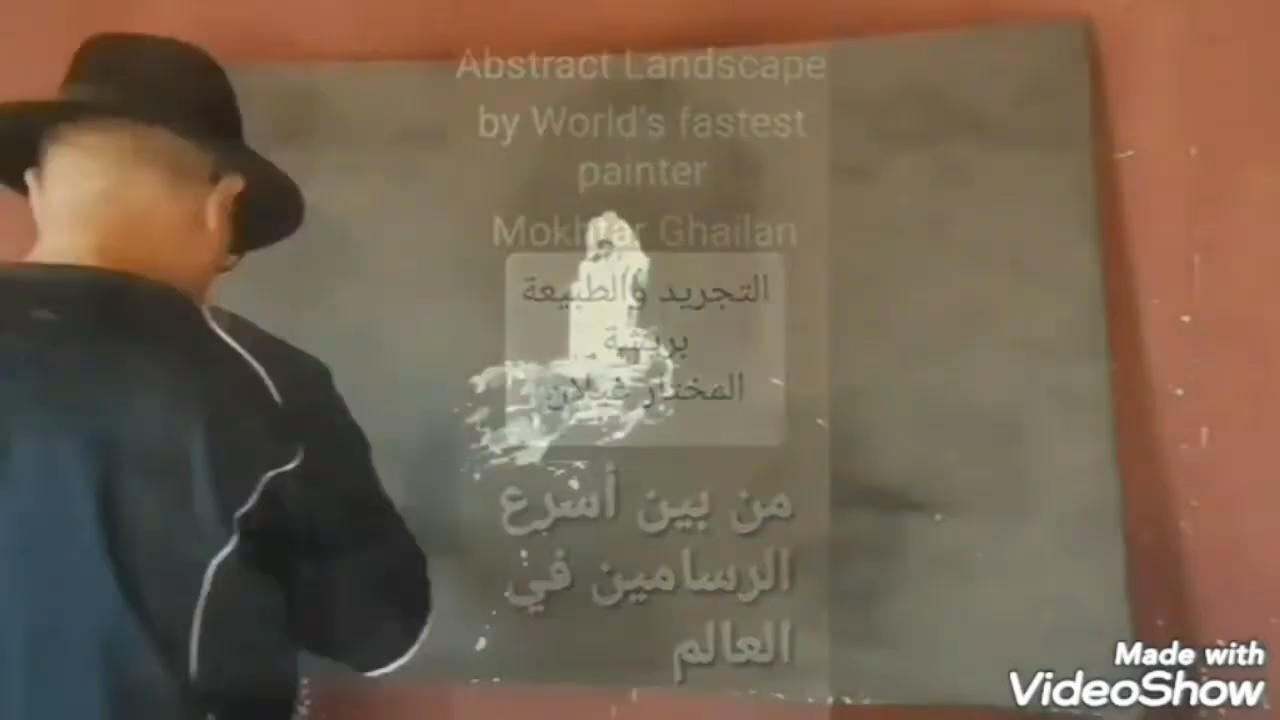 Abstract Landscape
by World's fastest
painter
Mokhtar Ghailan
التجريد والطبيعة
بريشة
المختار غيلان
من بين أسرع
الرسامين في
العالم
Made with
VideoShow